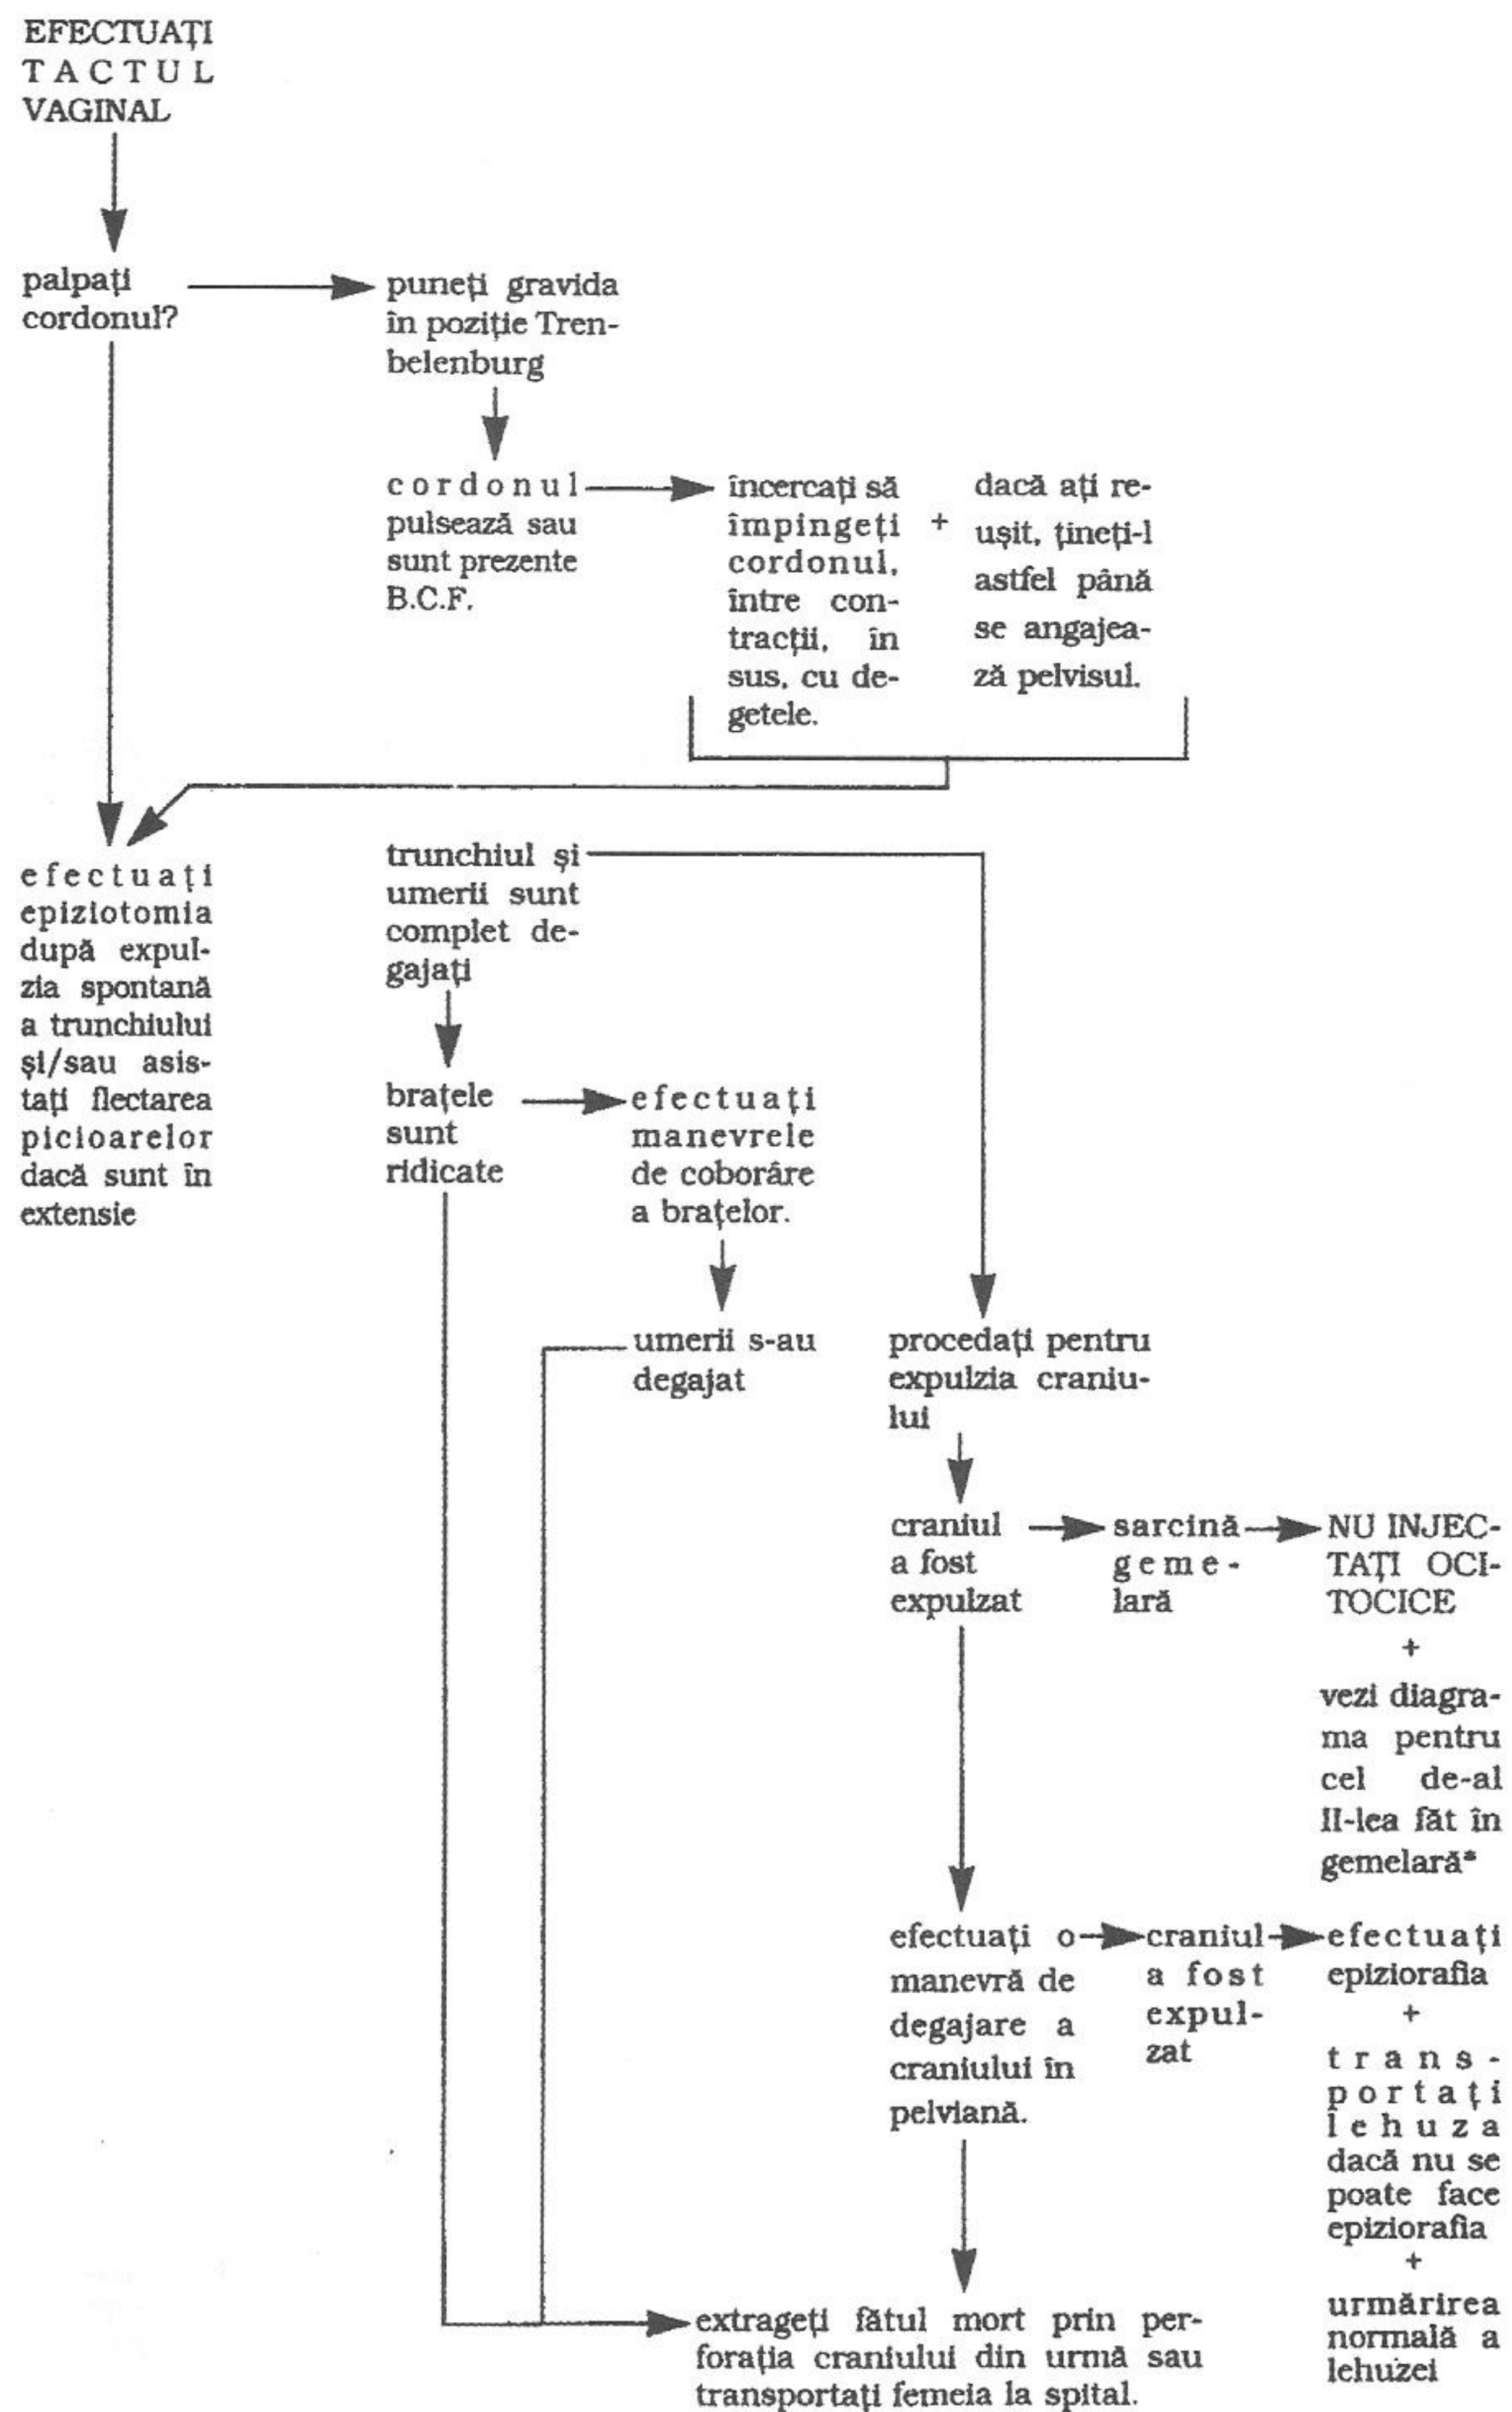 EFECTUAȚI
TACTUL
VAGINAL
palpați
cordonul?
puneți gravida
în poziție Tren-
belenburg
cordonul
pulsează sau
sunt prezente
B.C.F.
încercați să
împingeți
cordonul,
între con-
tracții, în
sus, cu de-
getele.
+
dacă ați re-
ușit, țineți-l
astfel până
se angajea-
ză pelvisul.
efectuați
epiziotomia
după expul-
zia spontană
a trunchiului
și/sau asis-
tați flectarea
picioarelor
dacă sunt în
extensie
trunchiul și
umerii sunt
complet de-
gajați
brațele
sunt
ridicate
efectuați
manevrele
de coborâre
a brațelor.
umerii s-au
degajat
procedați pentru
expulzia craniu-
lui
craniul
a fost
expulzat
sarcină
geme-
lară
NU INJEC-
TAȚI OCI-
TOCICE
+
vezi diagra-
ma pentru
cel de-al
II-lea făt în
gemelară*
efectuați o
manevră de
degajare a
craniului în
pelviană.
craniul
a fost
expul-
zat
efectuați
epiziorafia
+
trans-
portați
lehuza
dacă nu se
poate face
epiziorafia
+
urmărirea
normală a
lehuzei
extrageți fătul mort prin per-
forația craniului din urmă sau
transportați femeia la spital.